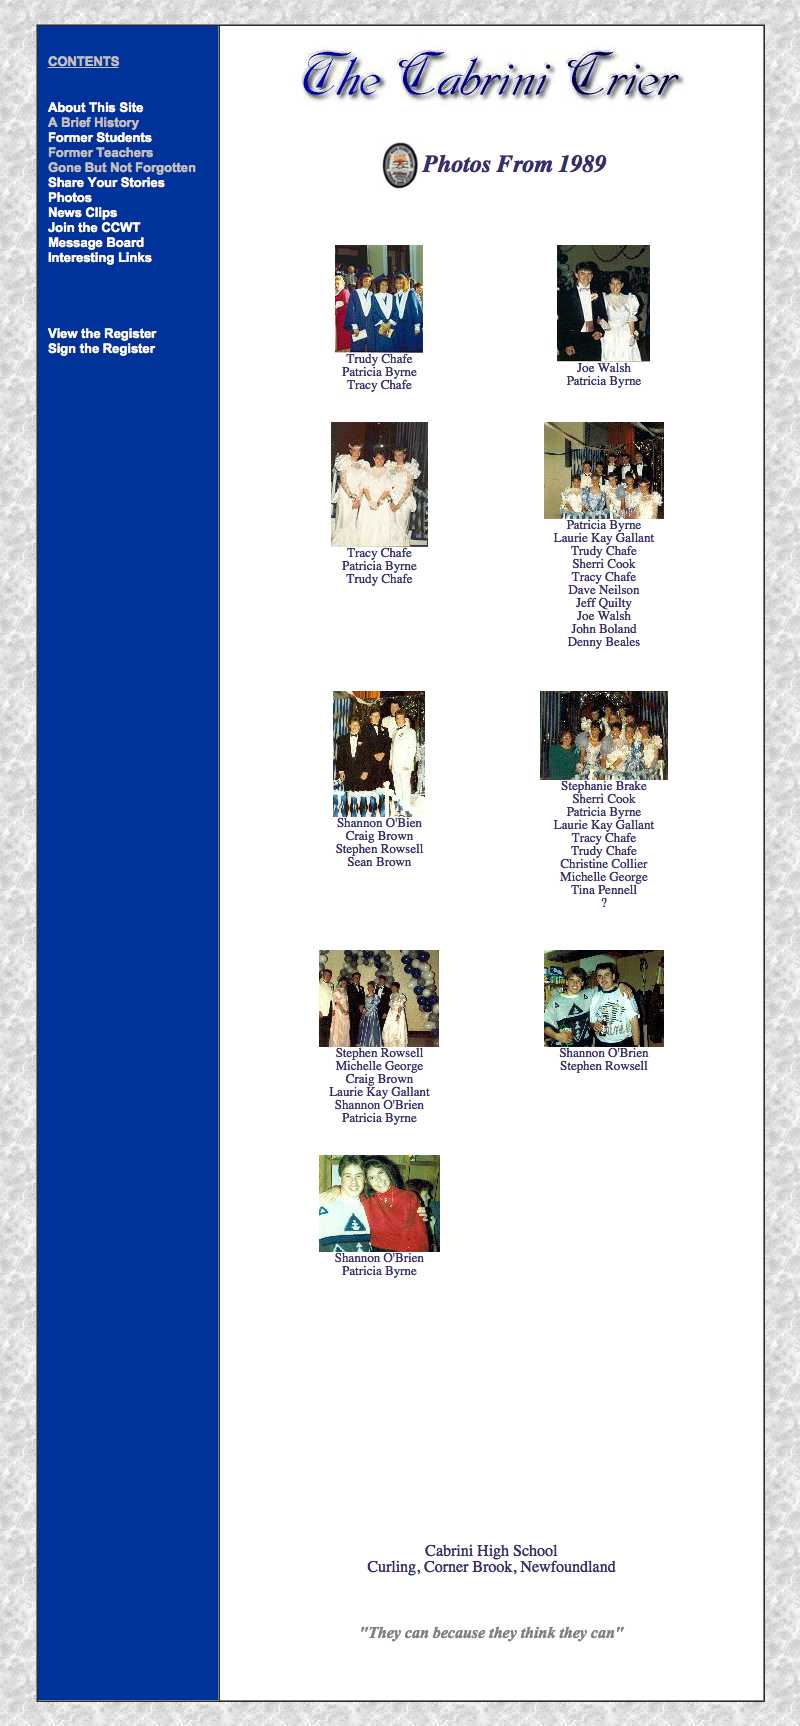 CONTENTS
About This Site
A Brief History
Former Students
Former Teachers
Gone But Not Forgotten
Share Your Stories
Photos
News Clips
Join the CCWT
Message Board
Interesting Links
View the Register
Sign the Register
The Cabrini Crier
Photos From 1989
Trudy Chafe
Patricia Byrne
Tracy Chafe
Joe Walsh
Patricia Byrne
Tracy Chafe
Patricia Byrne
Trudy Chafe
Patricia Byrne
Laurie Kay Gallant
Trudy Chafe
Sherri Cook
Tracy Chafe
Dave Neilson
Jeff Quilty
Joe Walsh
John Boland
Denny Beales
Shannon O'Bien
Craig Brown
Stephen Rowsell
Sean Brown
Stephanie Brake
Sherri Cook
Patricia Byrne
Laurie Kay Gallant
Tracy Chafe
Trudy Chafe
Christine Collier
Michelle George
Tina Pennell
?
Stephen Rowsell
Michelle George
Craig Brown
Laurie Kay Gallant
Shannon O'Brien
Patricia Byrne
Shannon O'Brien
Stephen Rowsell
Shannon O'Brien
Patricia Byrne
Cabrini High School
Curling, Corner Brook, Newfoundland
"They can because they think they can"